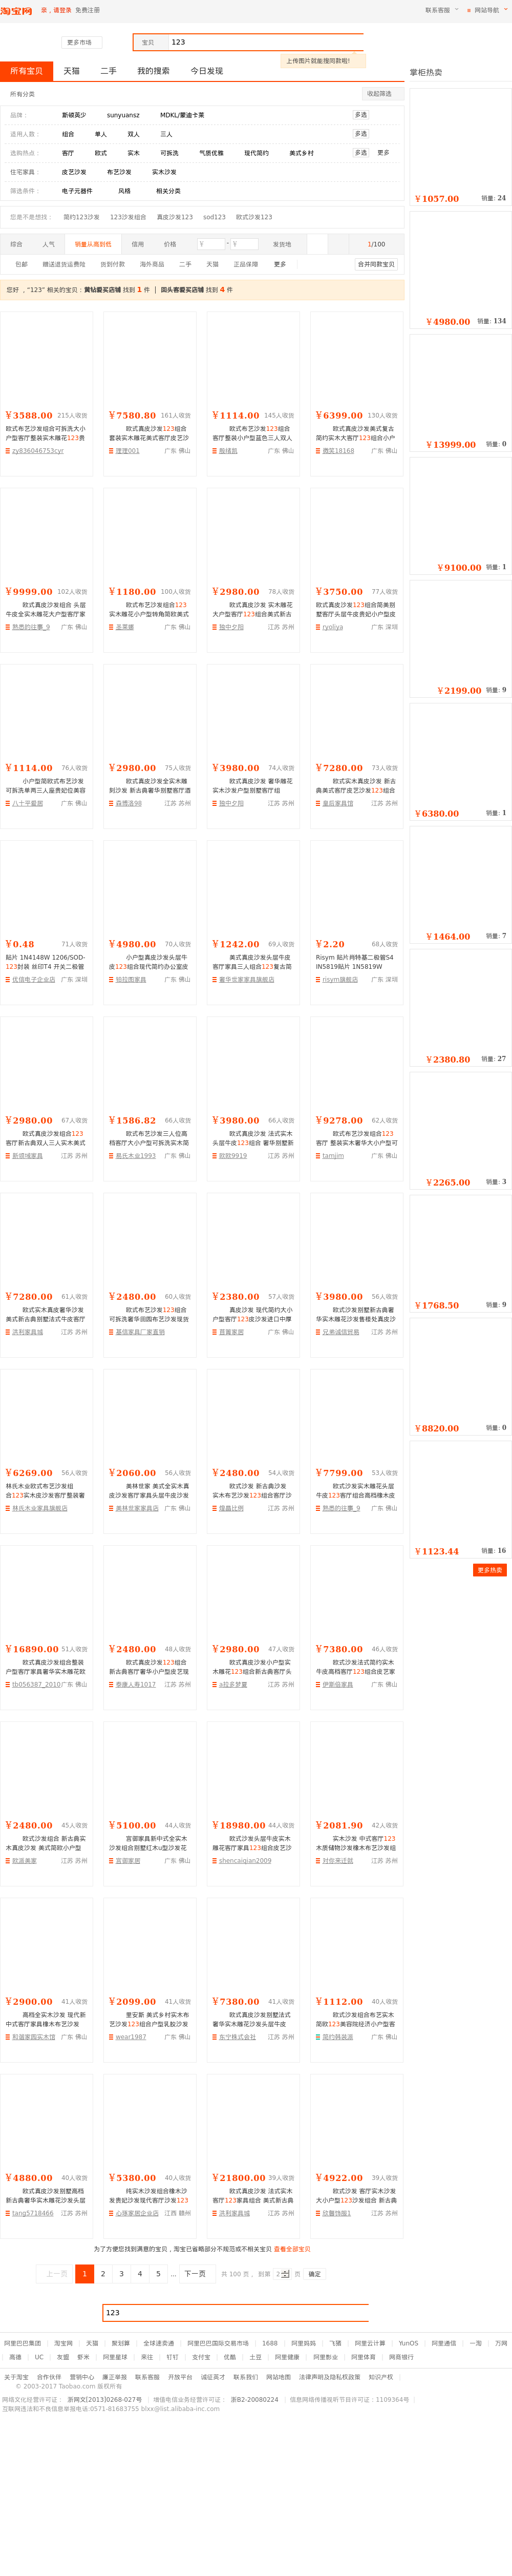 淘宝网 亲，请登录 免费注册 联系客服 网站导航
更多市场 宝贝 123
上传图片就能搜同款啦!
所有宝贝 天猫 二手 我的搜索 今日发现 掌柜热卖
所有分类 收起筛选
品牌： 斯硕英少 sunyuansz MDKL/蒙迪卡莱 多选
适用人数： 组合 单人 双人 三人 多选
选购热点： 客厅 欧式 实木 可拆洗 气质优雅 现代简约 美式乡村 多选 更多
住宅家具： 皮艺沙发 布艺沙发 实木沙发
筛选条件： 电子元器件 风格 相关分类
您是不是想找： 简约123沙发 123沙发组合 真皮沙发123 sod123 欧式沙发123
综合 人气 销量从高到低 信用 价格 ¥ - ¥ 发货地 1/100
包邮 赠送退货运费险 货到付款 海外商品 二手 天猫 正品保障 更多 合并同款宝贝
您好 ，“123” 相关的宝贝：黄钻爱买店铺 找到 1 件 | 回头客爱买店铺 找到 4 件
¥3588.00 215人收货
欧式布艺沙发组合可拆洗大小
户型客厅整装实木雕花123贵
zy836046753cyr 广东 佛山
¥7580.80 161人收货
欧式真皮沙发123组合
套装实木雕花美式客厅皮艺沙
理理001 广东 佛山
¥1114.00 145人收货
欧式布艺沙发123组合
客厅整装小户型蓝色三人双人
殷绪凯 广东 佛山
¥6399.00 130人收货
欧式真皮沙发美式复古
简约实木大客厅123组合小户
微笑18168 广东 佛山
¥9999.00 102人收货
欧式真皮沙发组合 头层
牛皮全实木雕花大户型客厅家
熟悉的往事_9 广东 佛山
¥1180.00 100人收货
欧式布艺沙发组合123
实木雕花小户型转角简欧美式
圣莱娜 广东 佛山
¥2980.00 78人收货
欧式真皮沙发 实木雕花
大户型客厅123组合美式新古
独中夕阳 江苏 苏州
¥3750.00 77人收货
欧式真皮沙发123组合简美别
墅客厅头层牛皮贵妃小户型皮
ryoliya 广东 深圳
¥1114.00 76人收货
小户型简欧式布艺沙发
可拆洗单两三人座贵妃位美容
八十平戴居 广东 佛山
¥2980.00 75人收货
欧式真皮沙发全实木雕
刻沙发 新古典奢华别墅客厅酒
森博洛98 江苏 苏州
¥3980.00 74人收货
欧式真皮沙发 奢华雕花
实木沙发户型别墅客厅组
独中夕阳 江苏 苏州
¥7280.00 73人收货
欧式实木真皮沙发 新古
典美式客厅皮艺沙发123组合
皇后家具馆 江苏 苏州
¥0.48 71人收货
贴片 1N4148W 1206/SOD-
123封装 丝印T4 开关二极管
优信电子企业店 广东 深圳
¥4980.00 70人收货
小户型真皮沙发头层牛
皮123组合现代简约办公室皮
锦拉图家具 广东 佛山
¥1242.00 69人收货
美式真皮沙发头层牛皮
客厅家具三人组合123复古简
奢华世家家具旗舰店
¥2.20 68人收货
Risym 贴片肖特基二极管S4
IN5819贴片 1N5819W
risym旗舰店 广东 深圳
¥2980.00 67人收货
欧式真皮沙发组合123
客厅新古典双人三人实木美式
新颂域家具 江苏 苏州
¥1586.82 66人收货
欧式布艺沙发三人位高
档客厅大小户型可拆洗实木简
易氏木业1993 广东 佛山
¥3980.00 66人收货
欧式真皮沙发 法式实木
头层牛皮123组合 奢华别墅新
欧欧9919 江苏 苏州
¥9278.00 62人收货
欧式布艺沙发组合123
客厅 整装实木奢华大小户型可
tamjim 广东 佛山
¥7280.00 61人收货
欧式实木真皮奢华沙发
美式新古典别墅法式牛皮客厅
洪利家具城 江苏 苏州
¥2480.00 60人收货
欧式布艺沙发123组合
可拆洗奢华田园布艺沙发现货
基信家具厂家直销
¥2380.00 57人收货
真皮沙发 现代简约大小
户型客厅123皮沙发进口中厚
昔篇家居 广东 佛山
¥3980.00 56人收货
欧式沙发别墅新古典奢
华实木雕花沙发售楼处真皮沙
兄弟诚信贸易 江苏 苏州
¥6269.00 56人收货
林氏木业欧式布艺沙发组
合123实木皮沙发客厅整装奢
林氏木业家具旗舰店
¥2060.00 56人收货
美林世家 美式全实木真
皮沙发客厅家具头层牛皮沙发
美林世家家具店 广东 佛山
¥2480.00 54人收货
欧式沙发 新古典沙发
实木布艺沙发123组合客厅沙
煌晶比例 江苏 苏州
¥7799.00 53人收货
欧式沙发实木雕花头层
牛皮123客厅组合高档橡木皮
熟悉的往事_9 广东 佛山
¥16890.00 51人收货
欧式真皮沙发组合整装
户型客厅家具奢华实木雕花欧
tb056387_2010 广东 佛山
¥2480.00 48人收货
欧式真皮沙发123组合
新古典客厅奢华小户型皮艺现
泰康人寿1017 江苏 苏州
¥2980.00 47人收货
欧式真皮沙发小户型实
木雕花123组合新古典客厅头
a拉多梦蒙 江苏 苏州
¥7380.00 46人收货
欧式沙发法式简约实木
牛皮高档客厅123组合皮艺家
伊斯佰家具 广东 佛山
¥2480.00 45人收货
欧式沙发组合 新古典实
木真皮沙发 美式简欧小户型
欧派美家 江苏 苏州
¥5100.00 44人收货
宫御家具新中式全实木
沙发组合别墅红木u型沙发花
宫御家居 广东 佛山
¥18980.00 44人收货
欧式沙发头层牛皮实木
雕花客厅家具123组合皮艺沙
shencaiqian2009
¥2081.90 42人收货
实木沙发 中式客厅123
木质储物沙发橡木布艺沙发组
对你来还就 江苏 苏州
¥2900.00 41人收货
高档全实木沙发 现代新
中式客厅家具橡木布艺沙发
和谐家园实木馆 广东 佛山
¥2099.00 41人收货
里安斯 美式乡村实木布
艺沙发123组合户型乳胶沙发
wear1987 广东 佛山
¥7380.00 41人收货
欧式真皮沙发别墅法式
奢华实木雕花沙发头层牛皮
东宁株式会社 江苏 苏州
¥1112.00 40人收货
欧式沙发组合布艺实木
简欧123美容院经济小户型客
简约韩装派 广东 佛山
¥4880.00 40人收货
欧式真皮沙发别墅高档
新古典奢华实木雕花沙发头层
tang5718466 江苏 苏州
¥5380.00 40人收货
纯实木沙发组合橡木沙
发贵妃沙发现代客厅沙发123
心缘家居企业店 江西 赣州
¥21800.00 39人收货
欧式真皮沙发 法式实木
客厅123家具组合 美式新古典
洪利家具城 江苏 苏州
¥4922.00 39人收货
欧式沙发 客厅实木沙发
大小户型123沙发组合 新古典
欣馨饰服1 江苏 苏州
¥1057.00 销量: 24
¥4980.00 销量: 134
¥13999.00 销量: 0
¥9100.00 销量: 1
¥2199.00 销量: 9
¥6380.00 销量: 1
¥1464.00 销量: 7
¥2380.80 销量: 27
¥2265.00 销量: 3
¥1768.50 销量: 9
¥8820.00 销量: 0
¥1123.44 销量: 16
更多热卖
为了方便您找到满意的宝贝，淘宝已省略部分不规范或不相关宝贝 查看全部宝贝
上一页 1 2 3 4 5 ... 下一页 共 100 页， 到第 2 页 确定
123
阿里巴巴集团 | 淘宝网 | 天猫 | 聚划算 | 全球速卖通 | 阿里巴巴国际交易市场 | 1688 | 阿里妈妈 | 飞猪 | 阿里云计算 | YunOS | 阿里通信 | 一淘 | 万网
| 高德 | UC | 友盟 虾米 | 阿里星球 | 来往 | 钉钉 | 支付宝 | 优酷 | 土豆 | 阿里健康 | 阿里影业 | 阿里体育 | 网商银行
关于淘宝 合作伙伴 营销中心 廉正举报 联系客服 开放平台 诚征英才 联系我们 网站地图 法律声明及隐私权政策 知识产权 |
© 2003-2017 Taobao.com 版权所有
网络文化经营许可证： 浙网文[2013]0268-027号 | 增值电信业务经营许可证： 浙B2-20080224 | 信息网络传播视听节目许可证：1109364号 |
互联网违法和不良信息举报电话:0571-81683755 blxx@list.alibaba-inc.com